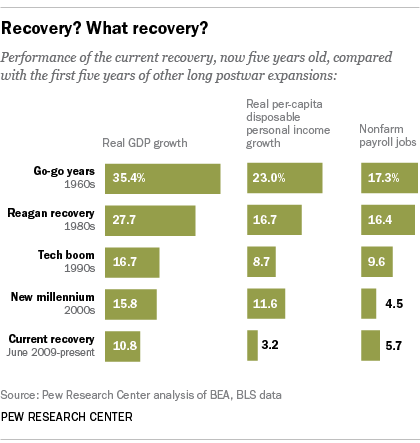 Recovery? What recovery?
Performance of the current recovery, now five years old, compared
with the first five years of other long postwar expansions:
Real GDP growth
Real per-capita
disposable
personal income
growth
Nonfarm
payroll jobs
Go-go years
1960s
35.4%
23.0%
17.3%
Reagan recovery
1980s
27.7
16.7
16.4
Tech boom
1990s
16.7
8.7
9.6
New millennium
2000s
15.8
11.6
4.5
Current recovery
June 2009-present
10.8
3.2
5.7
Source: Pew Research Center analysis of BEA, BLS data
PEW RESEARCH CENTER